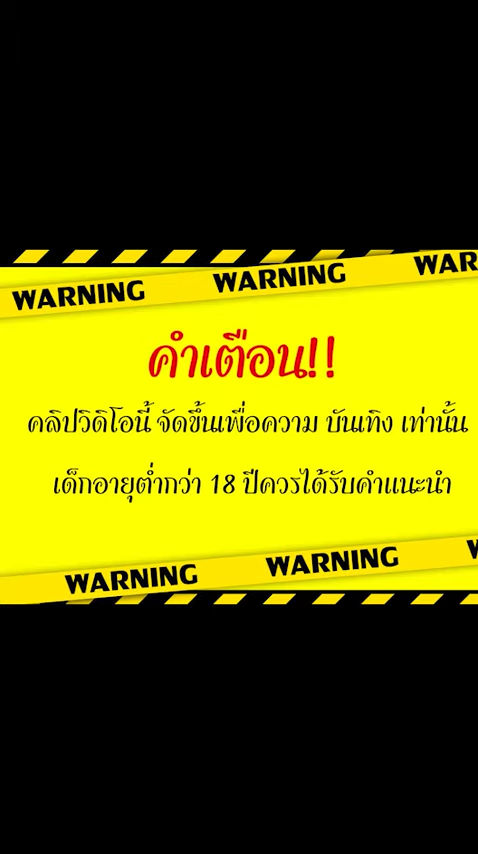 WARNING WARNING WAR
คำเตือน!!
คลิปวิดิโอนี้ จัดขึ้นเพื่อความ บันเทิง เท่านั้น
เด็กอายุต่ำกว่า 18 ปีควรได้รับคำแนะนำ
WARNING WARNING W